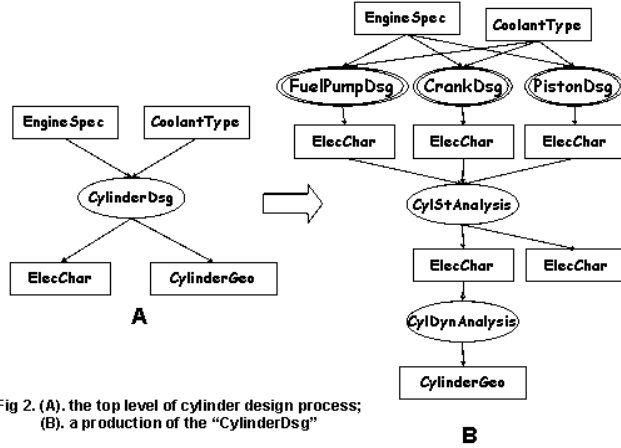 EngineSpec
CoolantType
FuelPumpDsg
CrankDsg
PistonDsg
EngineSpec
CoolantType
ElecChar
ElecChar
ElecChar
CylinderDsg
CylStAnalysis
ElecChar
CylinderGeo
ElecChar
ElecChar
A
CylDynAnalysis
CylinderGeo
Fig 2. (A). the top level of cylinder design process;
(B). a production of the "CylinderDsg"
B